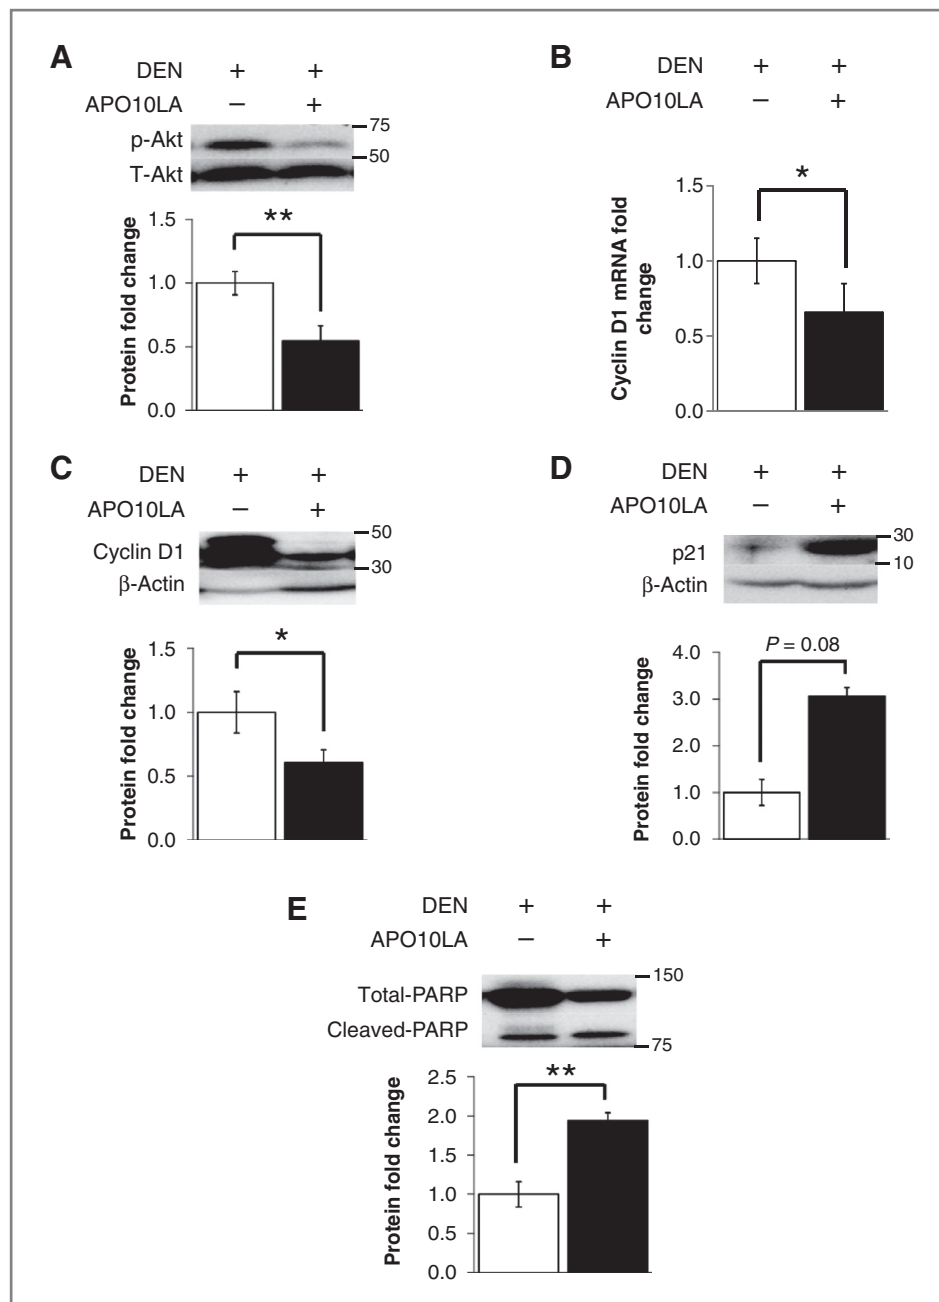 A
DEN + +
APO10LA − +
p-Akt
T-Akt
75
50
Protein fold change
1.5
1.0
0.5
0.0
**
B
DEN + +
APO10LA − +
Cyclin D1 mRNA fold
change
1.5
1.0
0.5
0.0
*
C
DEN + +
APO10LA − +
Cyclin D1
β-Actin
50
30
Protein fold change
1.5
1.0
0.5
0.0
*
D
DEN + +
APO10LA − +
p21
β-Actin
30
10
Protein fold change
4.0
3.0
2.0
1.0
0.0
P = 0.08
E
DEN + +
APO10LA − +
Total-PARP
Cleaved-PARP
150
75
Protein fold change
2.5
2.0
1.5
1.0
0.5
0.0
**